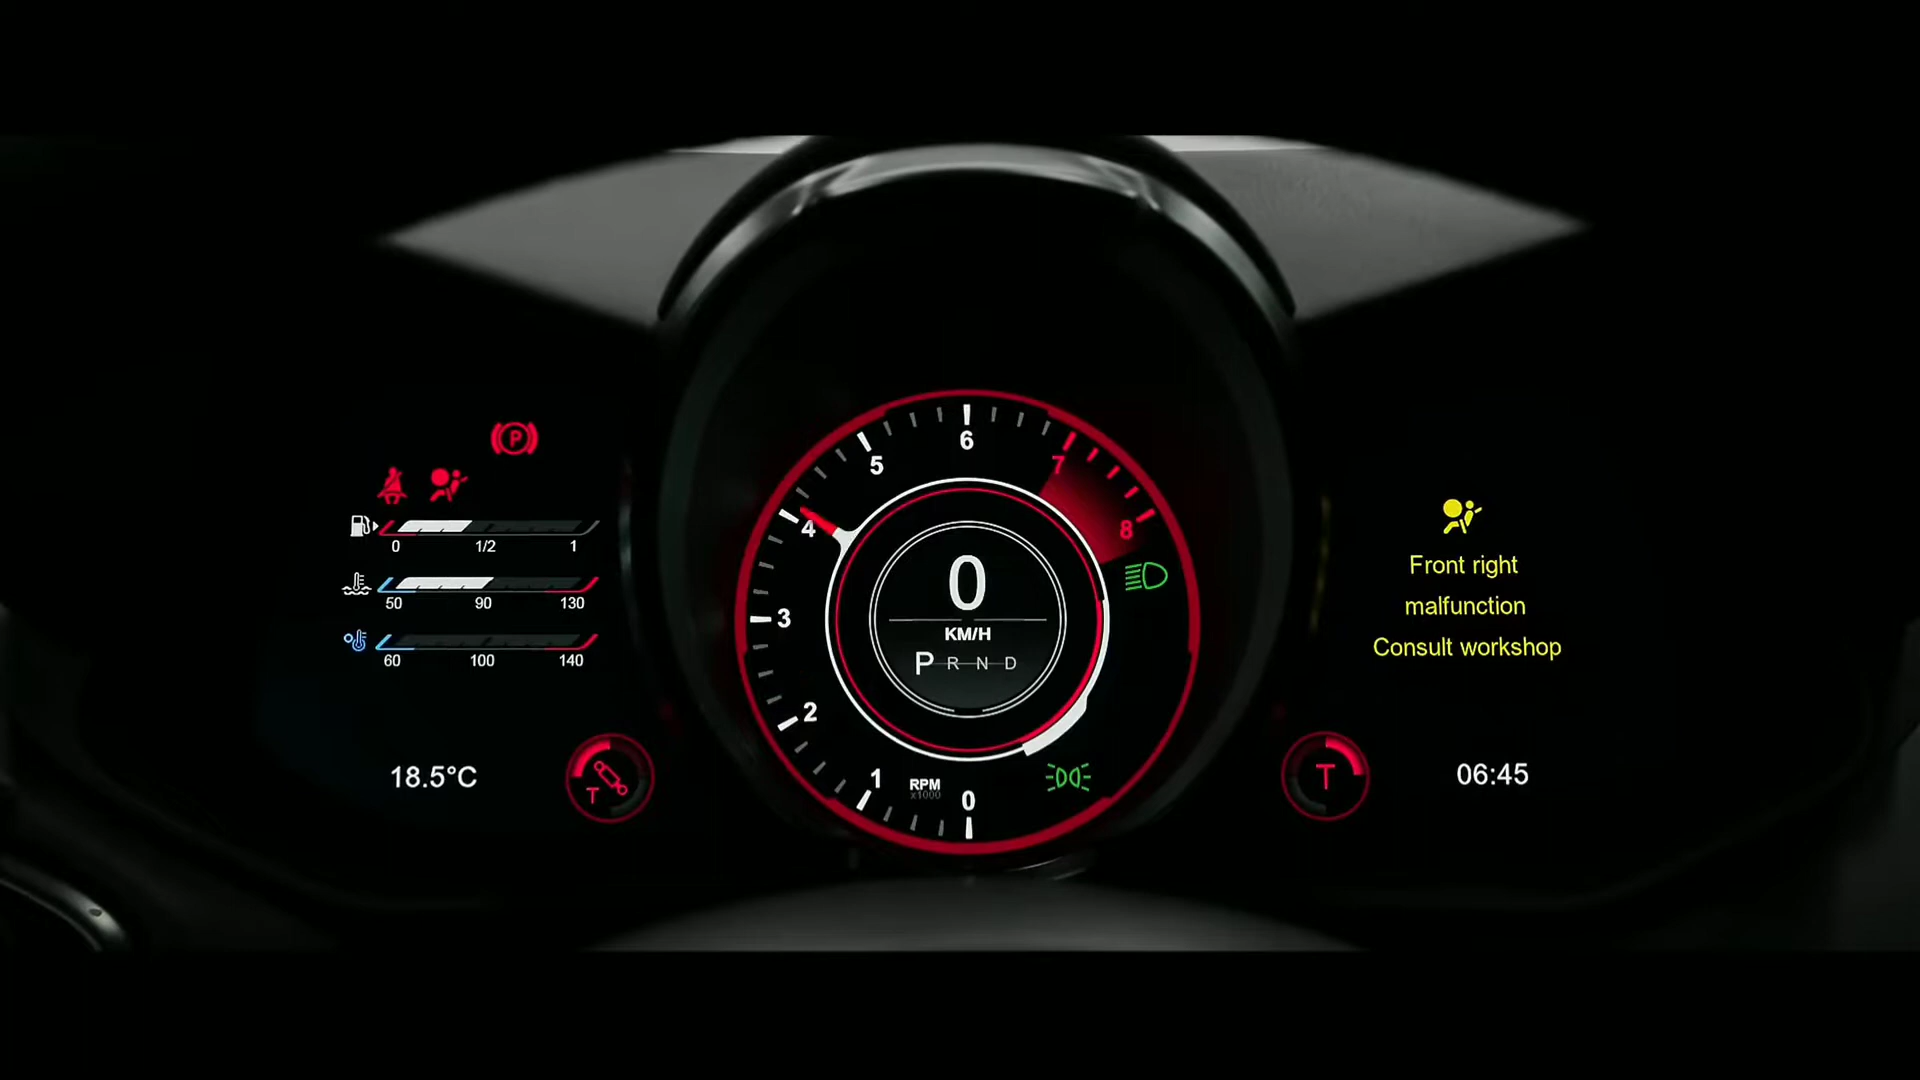 P
0 1/2 1
50 90 130
60 100 140
18.5°C
T
6
5
7
4
8
3
2
1
0
RPM
x1000
0
KM/H
P R N D
Front right
malfunction
Consult workshop
T
06:45